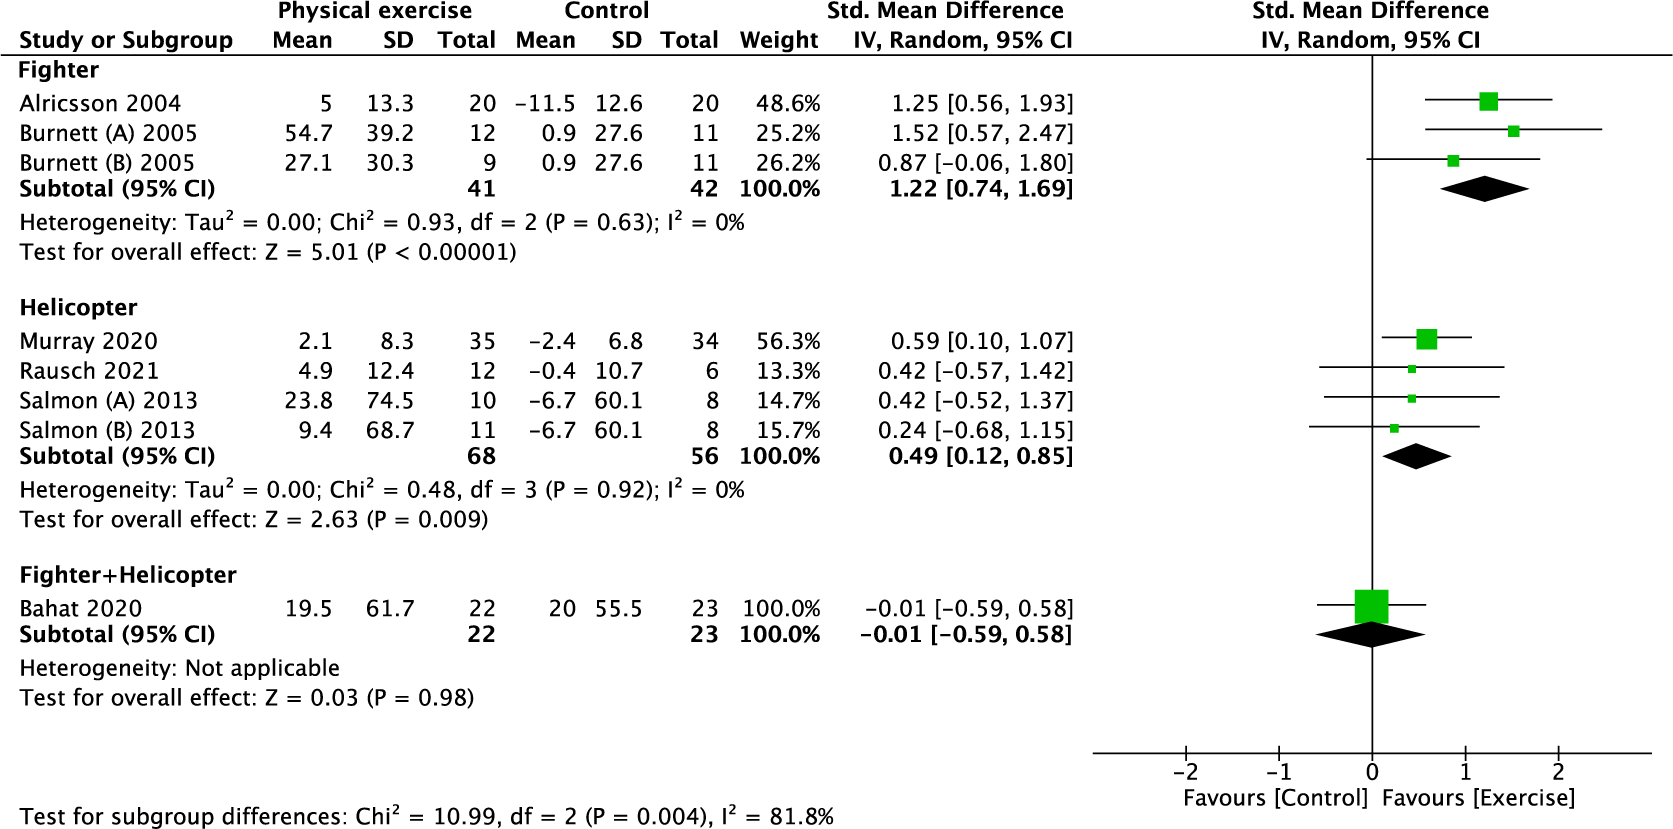 Physical exercise Control Std. Mean Difference Std. Mean Difference
Study or Subgroup Mean SD Total Mean SD Total Weight IV, Random, 95% CI IV, Random, 95% CI
Fighter
Alricsson 2004 5 13.3 20 −11.5 12.6 20 48.6% 1.25 [0.56, 1.93]
Burnett (A) 2005 54.7 39.2 12 0.9 27.6 11 25.2% 1.52 [0.57, 2.47]
Burnett (B) 2005 27.1 30.3 9 0.9 27.6 11 26.2% 0.87 [−0.06, 1.80]
Subtotal (95% CI) 41 42 100.0% 1.22 [0.74, 1.69]
Heterogeneity: Tau² = 0.00; Chi² = 0.93, df = 2 (P = 0.63); I² = 0%
Test for overall effect: Z = 5.01 (P < 0.00001)
Helicopter
Murray 2020 2.1 8.3 35 −2.4 6.8 34 56.3% 0.59 [0.10, 1.07]
Rausch 2021 4.9 12.4 12 −0.4 10.7 6 13.3% 0.42 [−0.57, 1.42]
Salmon (A) 2013 23.8 74.5 10 −6.7 60.1 8 14.7% 0.42 [−0.52, 1.37]
Salmon (B) 2013 9.4 68.7 11 −6.7 60.1 8 15.7% 0.24 [−0.68, 1.15]
Subtotal (95% CI) 68 56 100.0% 0.49 [0.12, 0.85]
Heterogeneity: Tau² = 0.00; Chi² = 0.48, df = 3 (P = 0.92); I² = 0%
Test for overall effect: Z = 2.63 (P = 0.009)
Fighter+Helicopter
Bahat 2020 19.5 61.7 22 20 55.5 23 100.0% −0.01 [−0.59, 0.58]
Subtotal (95% CI) 22 23 100.0% −0.01 [−0.59, 0.58]
Heterogeneity: Not applicable
Test for overall effect: Z = 0.03 (P = 0.98)
−2 −1 0 1 2
Favours [Control] Favours [Exercise]
Test for subgroup differences: Chi² = 10.99, df = 2 (P = 0.004), I² = 81.8%